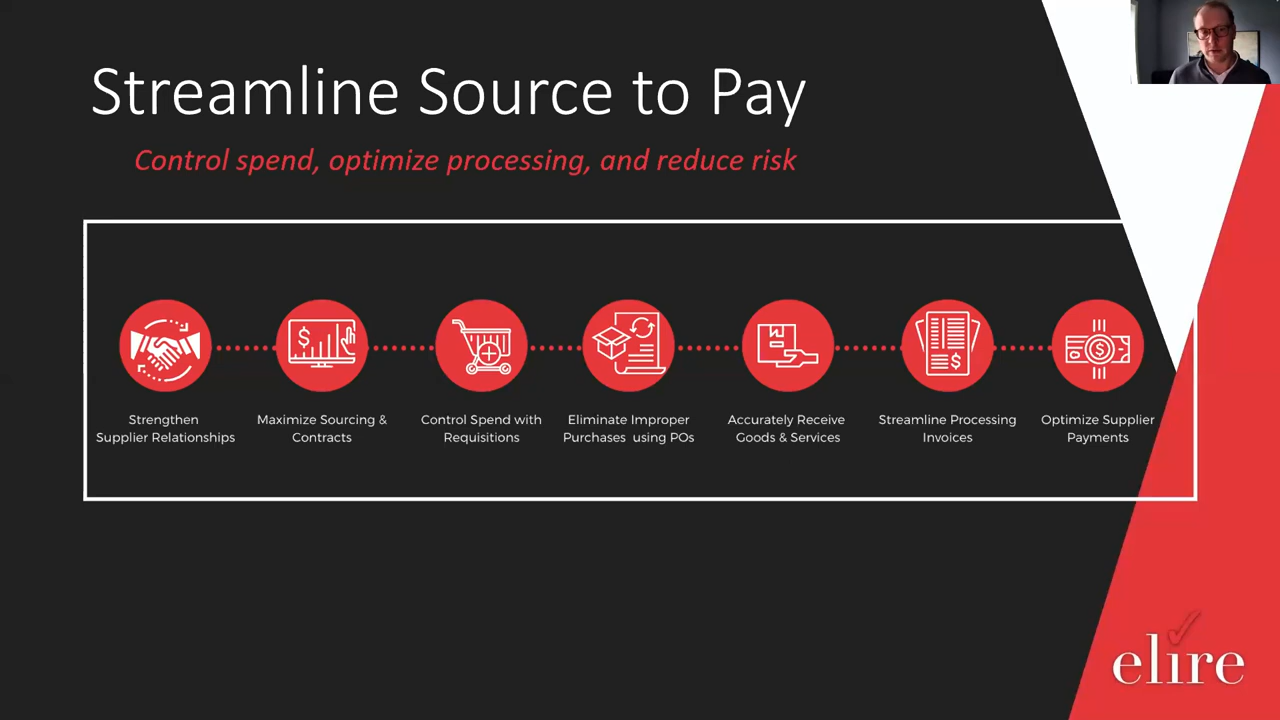 Streamline Source to Pay
Control spend, optimize processing, and reduce risk
Strengthen
Supplier Relationships
Maximize Sourcing &
Contracts
Control Spend with
Requisitions
Eliminate Improper
Purchases using POs
Accurately Receive
Goods & Services
Streamline Processing
Invoices
Optimize Supplier
Payments
elire